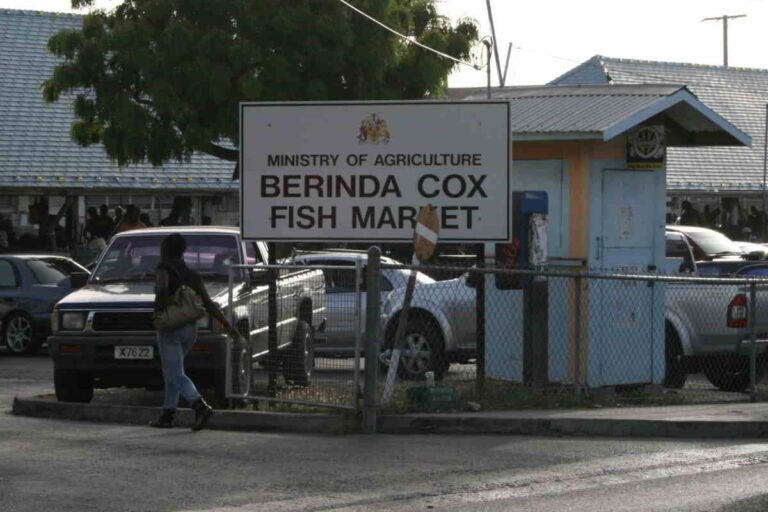 MINISTRY OF AGRICULTURE
BERINDA COX
FISH MARKET
X7622